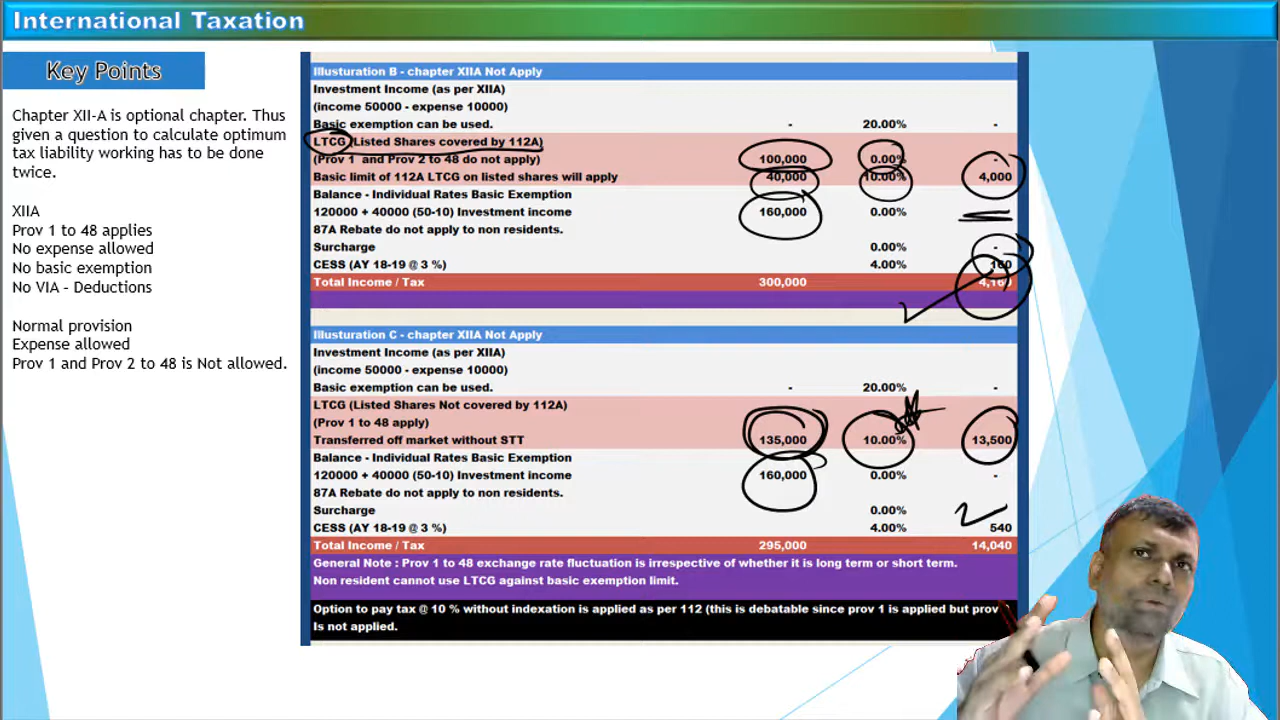 International Taxation
Key Points
Chapter XII-A is optional chapter. Thus
given a question to calculate optimum
tax liability working has to be done
twice.
XIIA
Prov 1 to 48 applies
No expense allowed
No basic exemption
No VIA - Deductions
Normal provision
Expense allowed
Prov 1 and Prov 2 to 48 is Not allowed.
Illusturation B - chapter XIIA Not Apply
Investment Income (as per XIIA)
(income 50000 - expense 10000)
Basic exemption can be used. - 20.00% -
LTCG (Listed Shares covered by 112A)
(Prov 1 and Prov 2 to 48 do not apply) 100,000 0.00% -
Basic limit of 112A LTCG on listed shares will apply 40,000 10.00% 4,000
Balance - Individual Rates Basic Exemption
120000 + 40000 (50-10) Investment income 160,000 0.00%
87A Rebate do not apply to non residents.
Surcharge 0.00% -
CESS (AY 18-19 @ 3 %) 4.00% 160
Total Income / Tax 300,000 4,160
Illusturation C - chapter XIIA Not Apply
Investment Income (as per XIIA)
(income 50000 - expense 10000)
Basic exemption can be used. - 20.00% -
LTCG (Listed Shares Not covered by 112A)
(Prov 1 to 48 apply)
Transferred off market without STT 135,000 10.00% 13,500
Balance - Individual Rates Basic Exemption
120000 + 40000 (50-10) Investment income 160,000 0.00% -
87A Rebate do not apply to non residents.
Surcharge 0.00%
CESS (AY 18-19 @ 3 %) 4.00% 540
Total Income / Tax 295,000 14,040
General Note : Prov 1 to 48 exchange rate fluctuation is irrespective of whether it is long term or short term.
Non resident cannot use LTCG against basic exemption limit.
Option to pay tax @ 10 % without indexation is applied as per 112 (this is debatable since prov 1 is applied but prov
Is not applied.